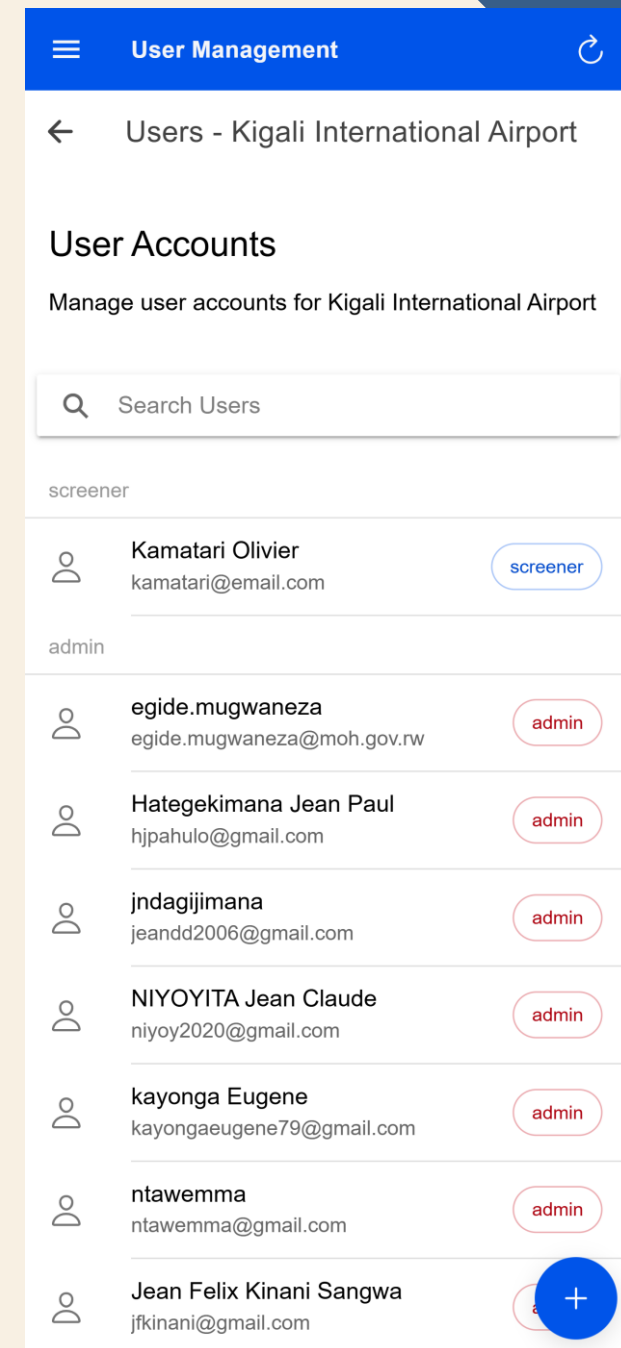 User Management
Users - Kigali International Airport
User Accounts
Manage user accounts for Kigali International Airport
Search Users
screener
Kamatari Olivier
screener
kamatari@email.com
admin
egide.mugwaneza
admin
egide.mugwaneza@moh.gov.rw
Hategekimana Jean Paul
admin
hjpahulo@gmail.com
jndagijimana
admin
jeandd2006@gmail.com
NIYOYITA Jean Claude
admin
niyoy2020@gmail.com
kayonga Eugene
admin
kayongaeugene79@gmail.com
ntawemma
admin
ntawemma@gmail.com
Jean Felix Kinani Sangwa
jfkinani@gmail.com